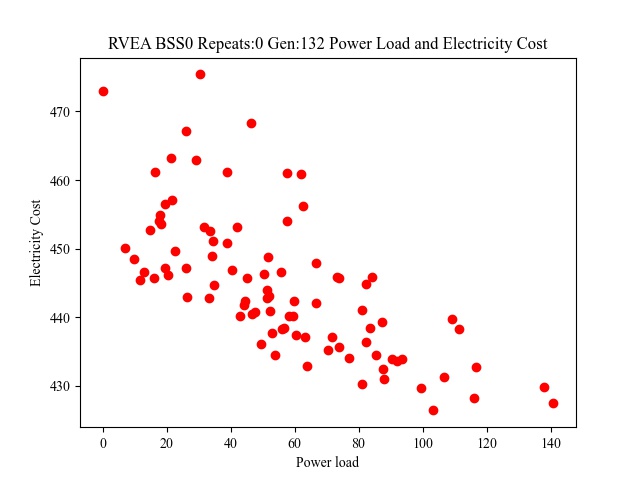 RVEA BSS0 Repeats:0 Gen:132 Power Load and Electricity Cost
470
460
450
440
430
Electricity Cost
0 20 40 60 80 100 120 140
Power load